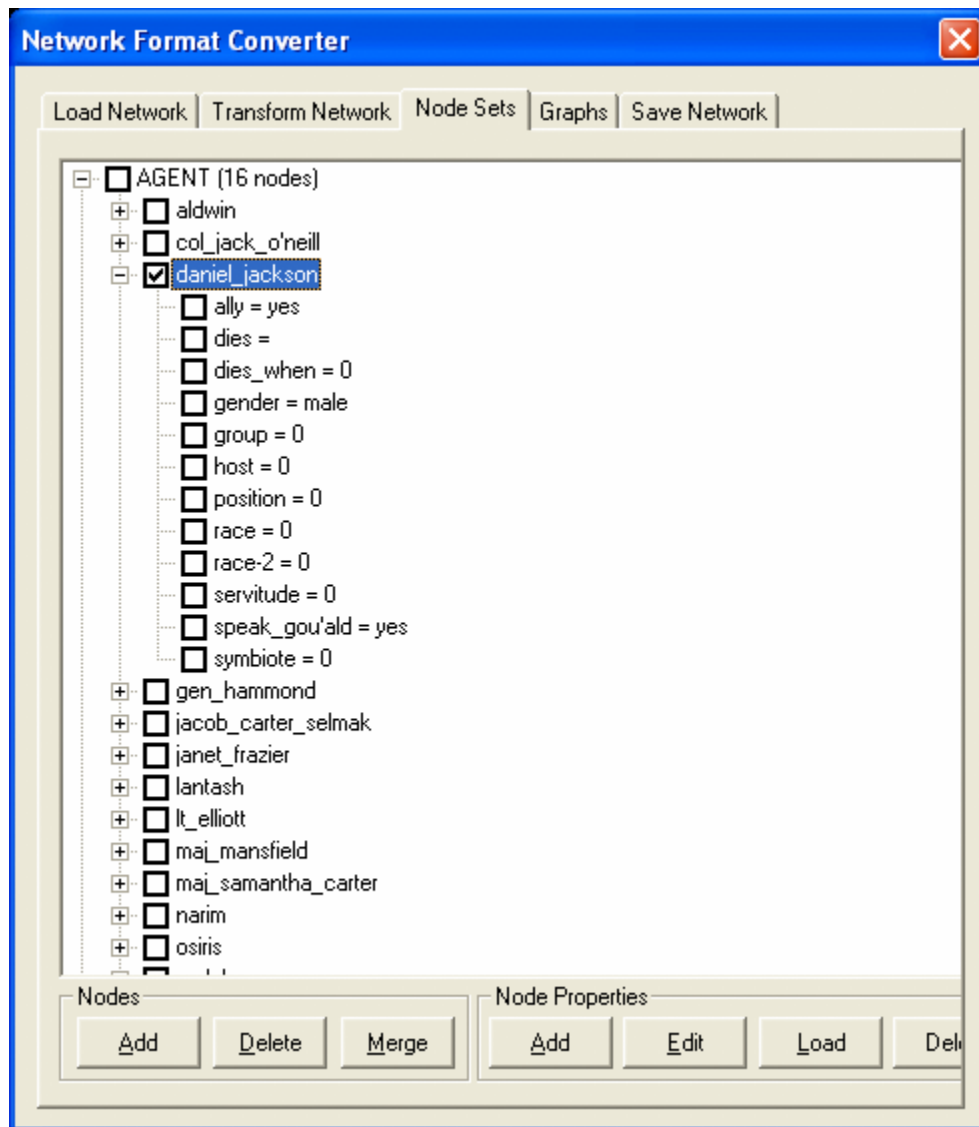 Network Format Converter
Load Network Transform Network Node Sets Graphs Save Network
AGENT (16 nodes)
aldwin
col_jack_o'neill
daniel_jackson
ally = yes
dies =
dies_when = 0
gender = male
group = 0
host = 0
position = 0
race = 0
race-2 = 0
servitude = 0
speak_gou'ald = yes
symbiote = 0
gen_hammond
jacob_carter_selmak
janet_frazier
lantash
lt_elliott
maj_mansfield
maj_samantha_carter
narim
osiris
Nodes Node Properties
Add Delete Merge Add Edit Load